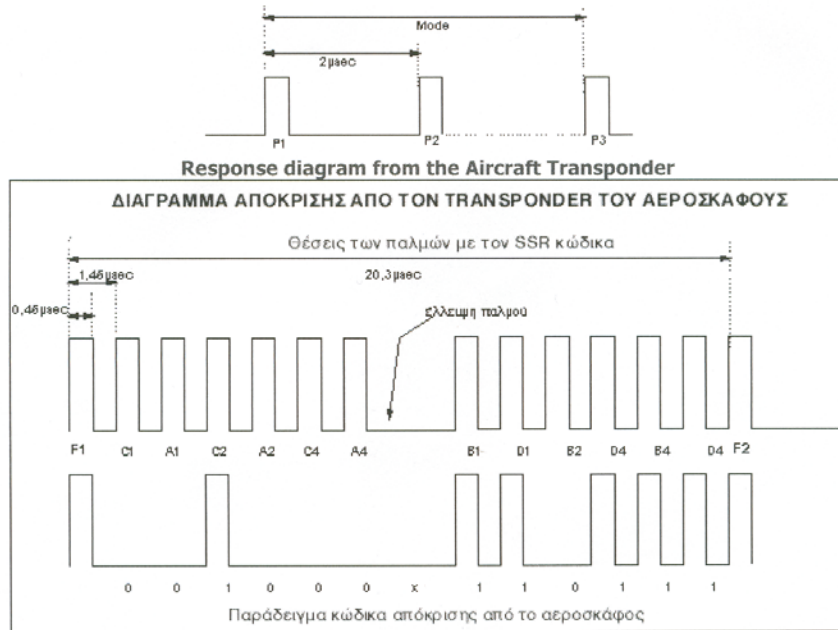 Mode
2μsec
P1 P2 P3
Response diagram from the Aircraft Transponder
ΔΙΑΓΡΑΜΜΑ ΑΠΟΚΡΙΣΗΣ ΑΠΟ ΤΟΝ TRANSPONDER ΤΟΥ ΑΕΡΟΣΚΑΦΟΥΣ
Θέσεις των παλμών με τον SSR κώδικα
1,45μsec 20,3μsec
0,45μsec
έλλειψη παλμού
F1 C1 A1 C2 A2 C4 A4 B1 D1 B2 D4 B4 D4 F2
0 0 1 0 0 0 x 1 1 0 1 1 1
Παράδειγμα κώδικα απόκρισης από το αεροσκάφος